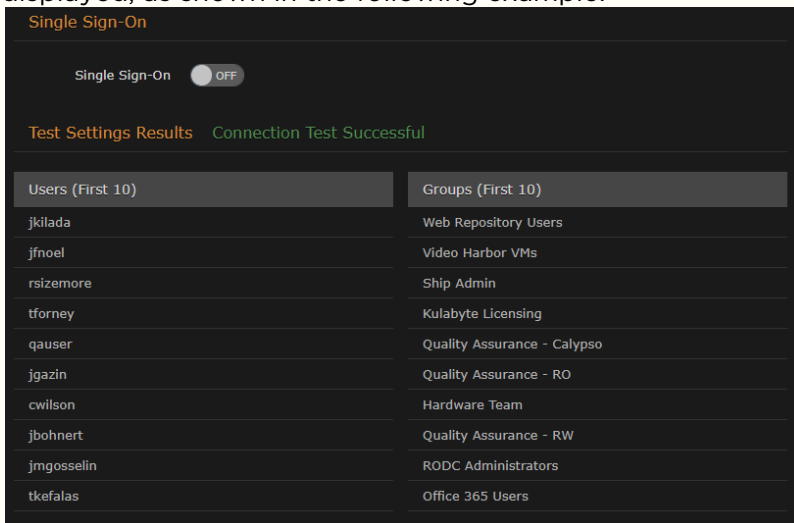 displayed, as shown in the following example.
Single Sign-On
Single Sign-On OFF
Test Settings Results Connection Test Successful
Users (First 10) Groups (First 10)
jkilada Web Repository Users
jfnoel Video Harbor VMs
rsizemore Ship Admin
tforney Kulabyte Licensing
qauser Quality Assurance - Calypso
jgazin Quality Assurance - RO
cwilson Hardware Team
jbohnert Quality Assurance - RW
jmgosselin RODC Administrators
tkefalas Office 365 Users